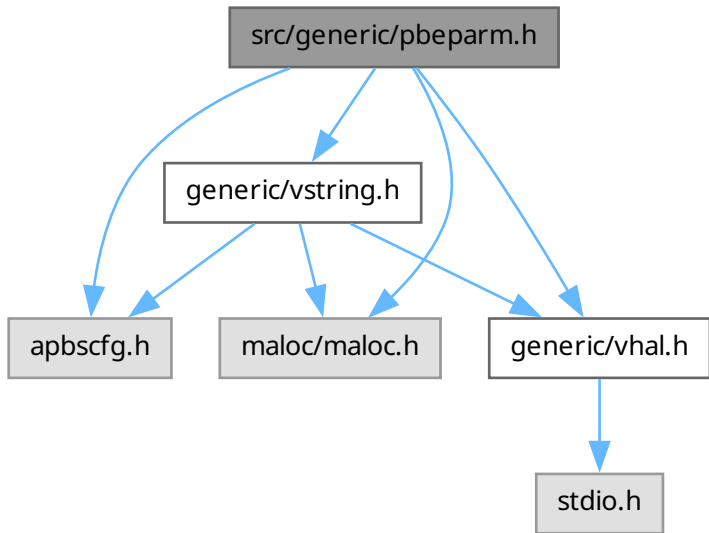 src/generic/pbeparm.h
generic/vstring.h
apbscfg.h
maloc/maloc.h
generic/vhal.h
stdio.h